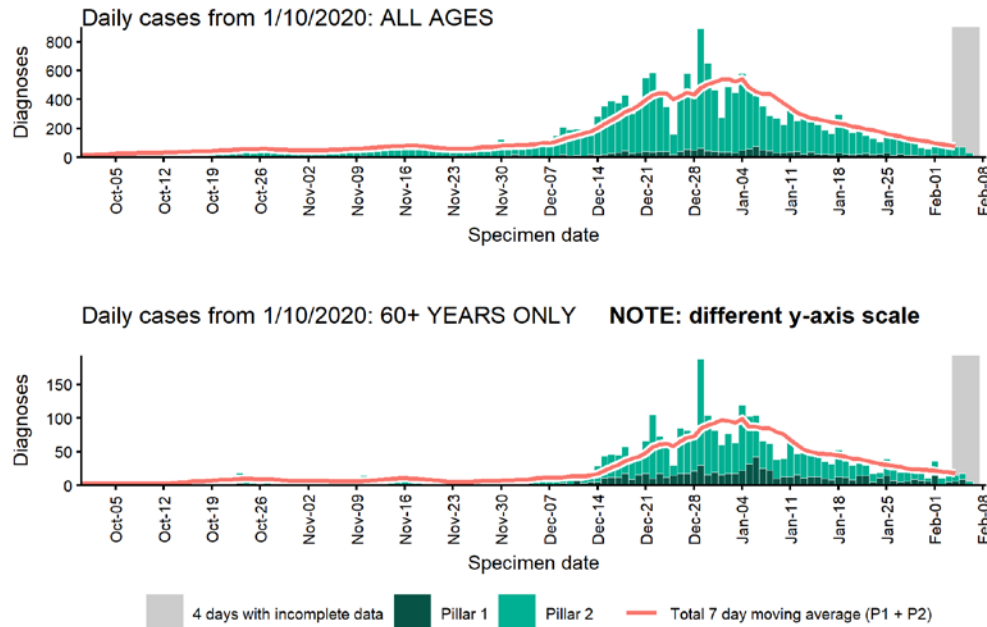 Daily cases from 1/10/2020: ALL AGES
Diagnoses
800
600
400
200
0
Oct-05
Oct-12
Oct-19
Oct-26
Nov-02
Nov-09
Nov-16
Nov-23
Nov-30
Dec-07
Dec-14
Dec-21
Dec-28
Jan-04
Jan-11
Jan-18
Jan-25
Feb-01
Feb-08
Specimen date
Daily cases from 1/10/2020: 60+ YEARS ONLY NOTE: different y-axis scale
Diagnoses
150
100
50
0
Oct-05
Oct-12
Oct-19
Oct-26
Nov-02
Nov-09
Nov-16
Nov-23
Nov-30
Dec-07
Dec-14
Dec-21
Dec-28
Jan-04
Jan-11
Jan-18
Jan-25
Feb-01
Feb-08
Specimen date
4 days with incomplete data Pillar 1 Pillar 2 Total 7 day moving average (P1 + P2)